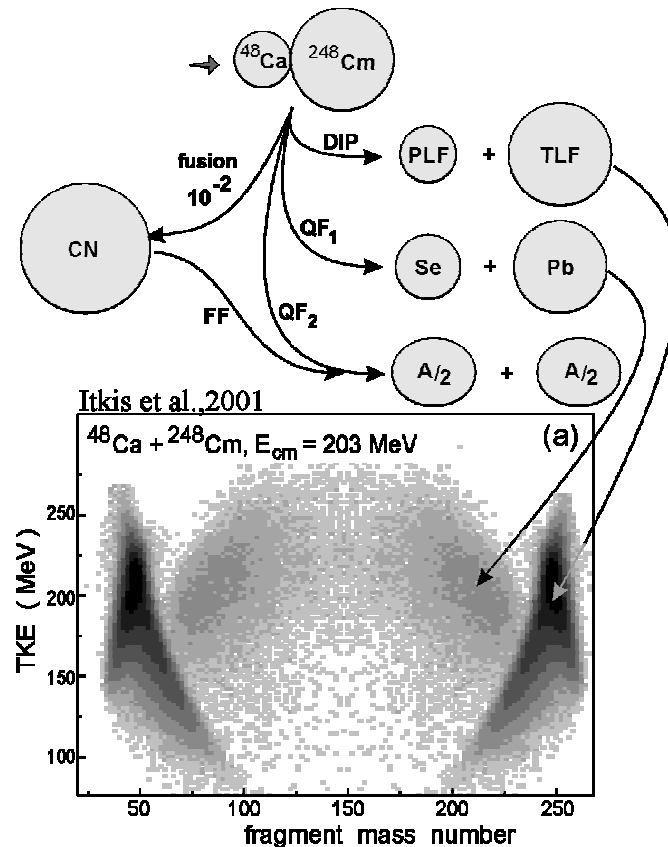 ⁴⁸Ca ²⁴⁸Cm
DIP
PLF + TLF
fusion
10⁻²
CN
QF₁
Se + Pb
FF
QF₂
A/2 + A/2
Itkis et al.,2001
⁴⁸Ca + ²⁴⁸Cm, E_cm = 203 MeV
(a)
TKE ( MeV )
250
200
150
100
50 100 150 200 250
fragment mass number